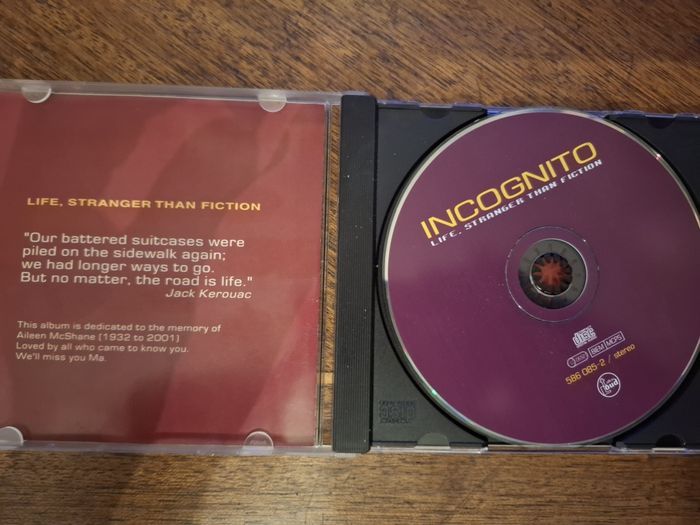 LIFE, STRANGER THAN FICTION
"Our battered suitcases were
piled on the sidewalk again;
we had longer ways to go.
But no matter, the road is life."
Jack Kerouac
This album is dedicated to the memory of
Aileen McShane (1932 to 2001)
Loved by all who came to know you.
We'll miss you Ma.
INCOGNITO
LIFE, STRANGER THAN FICTION
BIEM MCPS
586 085-2 / stereo